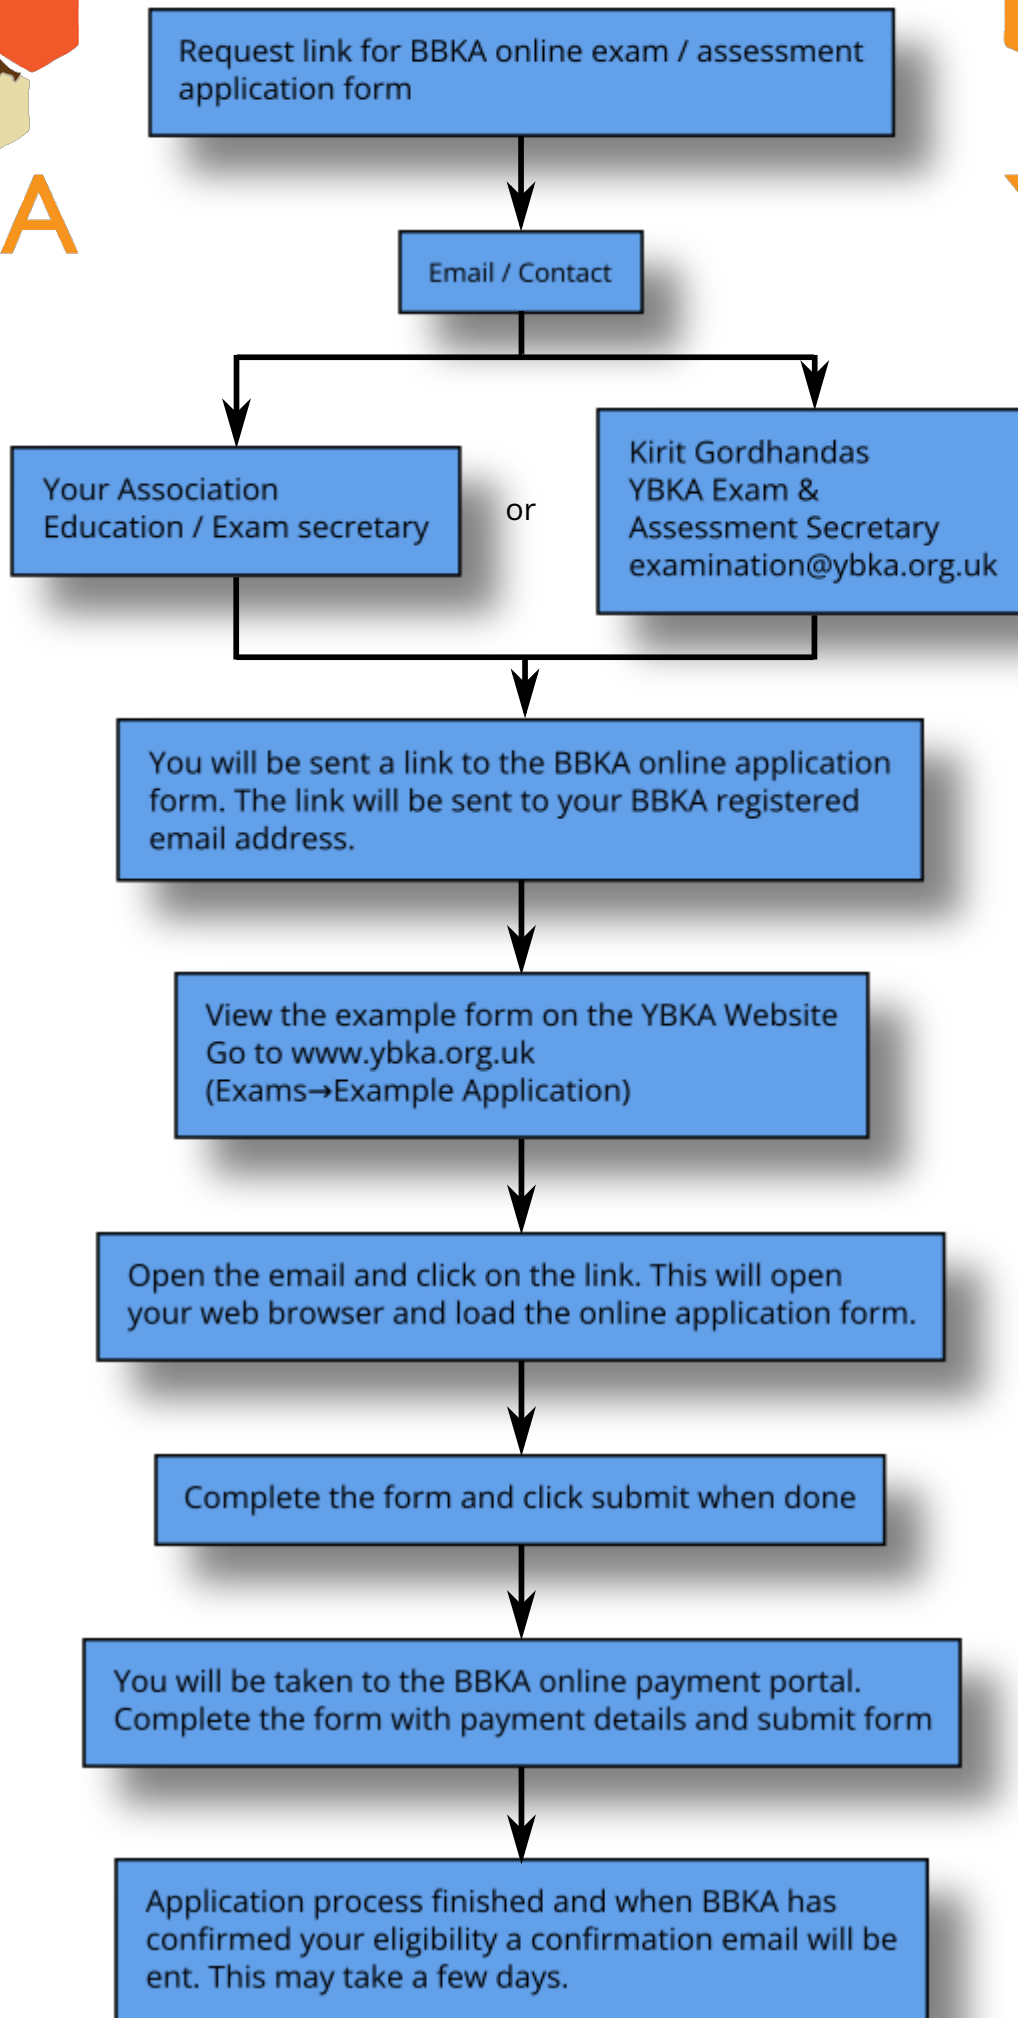 Request link for BBKA online exam / assessment
application form
A
Email / Contact
Your Association
Education / Exam secretary
or
Kirit Gordhandas
YBKA Exam &
Assessment Secretary
examination@ybka.org.uk
You will be sent a link to the BBKA online application
form. The link will be sent to your BBKA registered
email address.
View the example form on the YBKA Website
Go to www.ybka.org.uk
(Exams→Example Application)
Open the email and click on the link. This will open
your web browser and load the online application form.
Complete the form and click submit when done
You will be taken to the BBKA online payment portal.
Complete the form with payment details and submit form
Application process finished and when BBKA has
confirmed your eligibility a confirmation email will be
ent. This may take a few days.